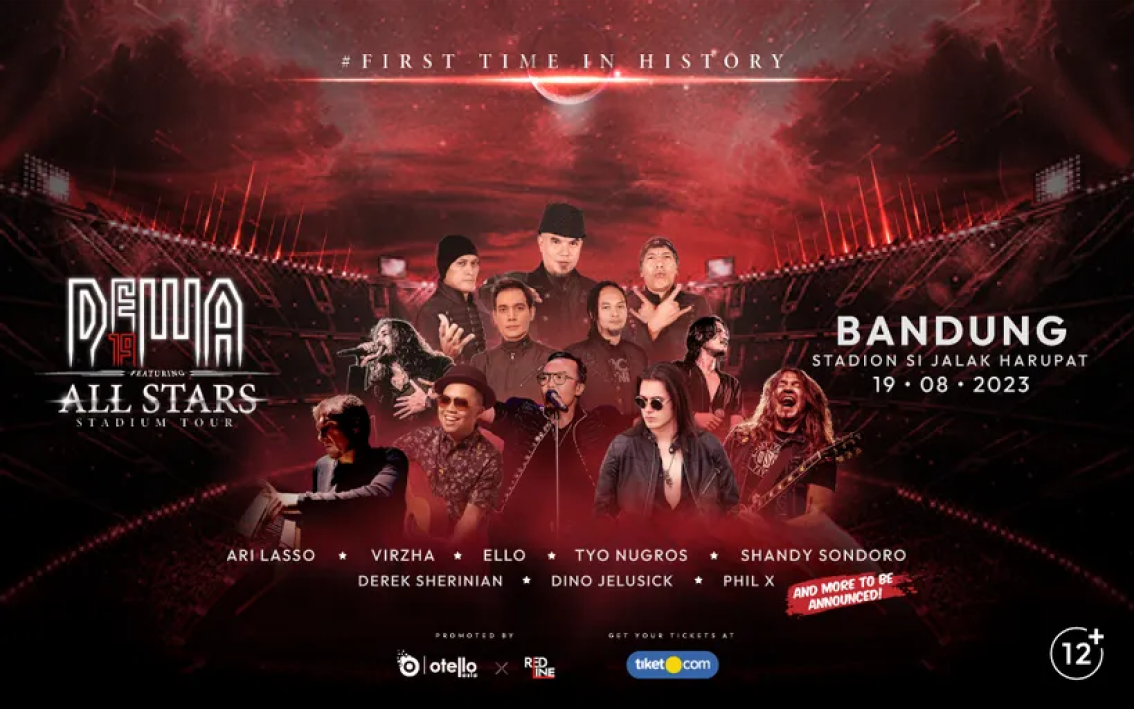 #FIRST TIME IN HISTORY
DEWA
19
FEATURING
ALL STARS
STADIUM TOUR
BANDUNG
STADION SI JALAK HARUPAT
19 • 08 • 2023
ARI LASSO ★ VIRZHA ★ ELLO ★ TYO NUGROS ★ SHANDY SONDORO
DEREK SHERINIAN ★ DINO JELUSICK ★ PHIL X
AND MORE TO BE
ANNOUNCED!
PROMOTED BY
otello
asia
X
RED
LINE
GET YOUR TICKETS AT
tiket.com
12+